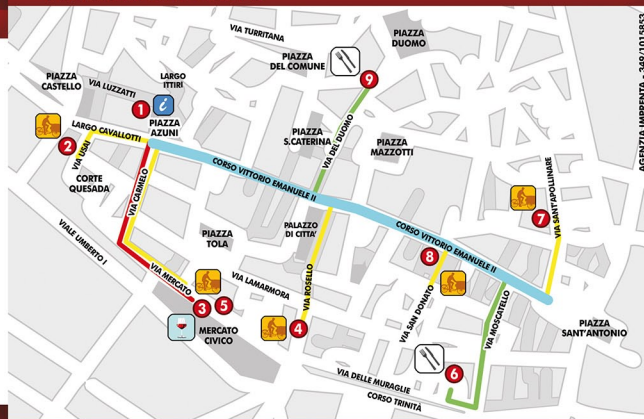 VIA TURRITANA
PIAZZA
DUOMO
PIAZZA
DEL COMUNE
9
PIAZZA
CASTELLO
VIA LUZZATTI
LARGO
ITTIRI
1
i
PIAZZA
AZUNI
LARGO CAVALLOTTI
2
VIA USAI
CORTE
QUESADA
VIA CARMELO
PIAZZA
S.CATERINA
VIA DEL DUOMO
PIAZZA
MAZZOTTI
CORSO VITTORIO EMANUELE II
VIA SANT'APOLLINARE
7
VIALE UMBERTO I
PIAZZA
TOLA
PALAZZO
DI CITTA'
CORSO VITTORIO EMANUELE II
8
VIA MERCATO
VIA LAMARMORA
VIA ROSELLO
3
5
4
MERCATO
CIVICO
VIA SAN DONATO
VIA MOSCATELLO
PIAZZA
SANT'ANTONIO
6
VIA DELLE MURAGLIE
CORSO TRINITÀ